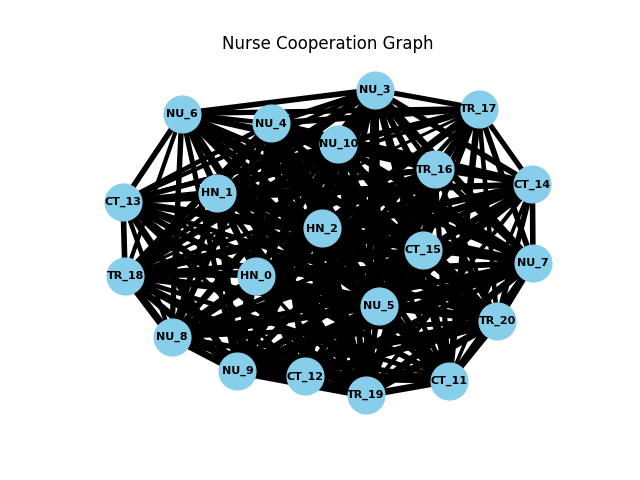 Nurse Cooperation Graph
NU_3
TR_17
NU_6
NU_4
NU_10
TR_16
CT_14
HN_1
CT_13
HN_2
CT_15
NU_7
TR_18
HN_0
NU_5
TR_20
NU_8
NU_9
CT_12
CT_11
TR_19